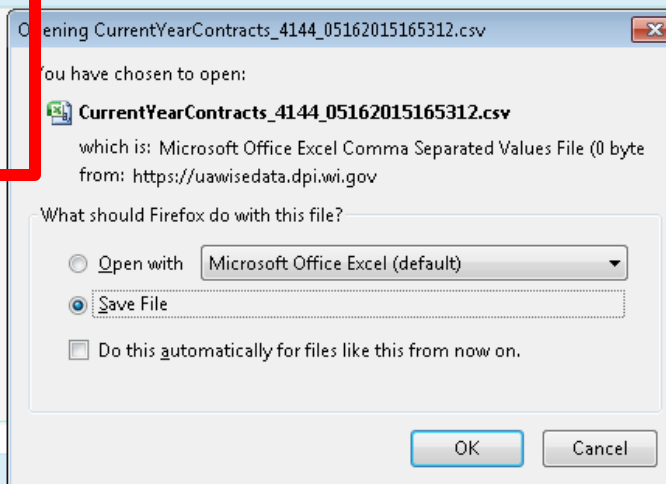 Opening CurrentYearContracts_4144_05162015165312.csv
You have chosen to open:
CurrentYearContracts_4144_05162015165312.csv
which is: Microsoft Office Excel Comma Separated Values File (0 byte
from: https://uawisedata.dpi.wi.gov
What should Firefox do with this file?
Open with Microsoft Office Excel (default)
Save File
Do this automatically for files like this from now on.
OK Cancel